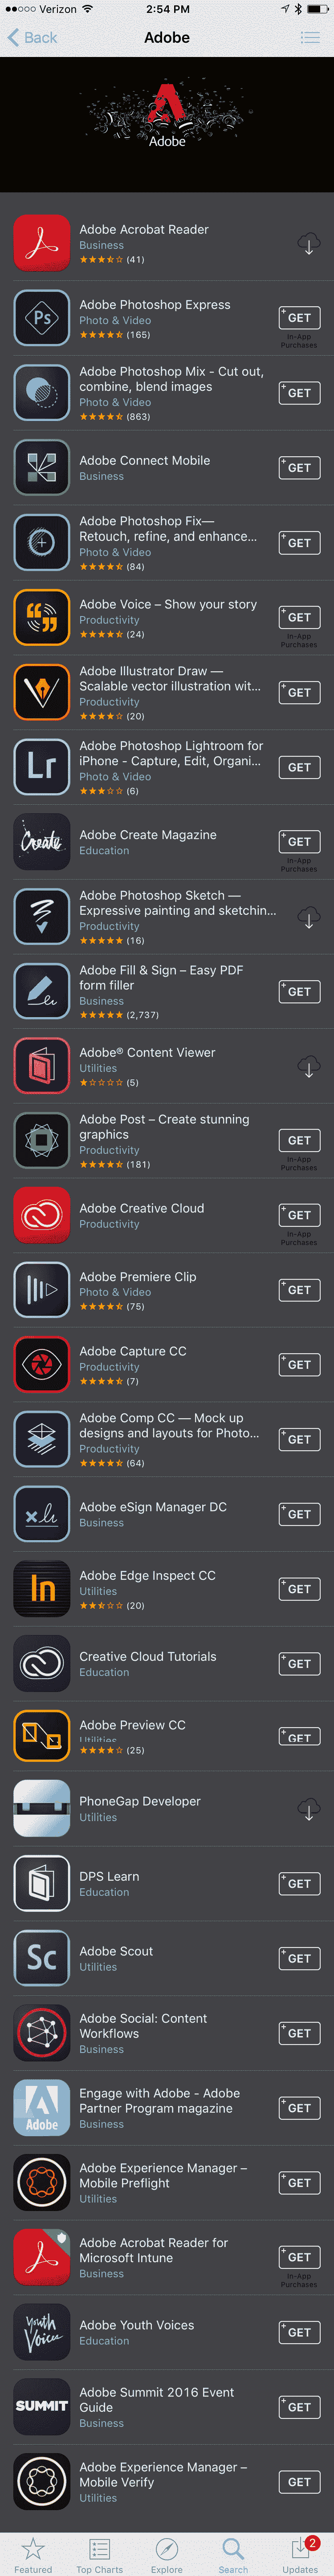 Verizon 2:54 PM
Back Adobe
Adobe
Adobe Acrobat Reader
Business
(41)
Adobe Photoshop Express
Photo & Video
(165)
Ps
+GET
In-App
Purchases
Adobe Photoshop Mix - Cut out,
combine, blend images
Photo & Video
(863)
+GET
Adobe Connect Mobile
Business
+GET
Adobe Photoshop Fix—
Retouch, refine, and enhance...
Photo & Video
(84)
+GET
Adobe Voice – Show your story
Productivity
(24)
+GET
In-App
Purchases
Adobe Illustrator Draw —
Scalable vector illustration wit...
Productivity
(20)
+GET
Lr
Adobe Photoshop Lightroom for
iPhone - Capture, Edit, Organi...
Photo & Video
(6)
GET
Create
Adobe Create Magazine
Education
+GET
In-App
Purchases
Adobe Photoshop Sketch —
Expressive painting and sketchin...
Productivity
(16)
Adobe Fill & Sign – Easy PDF
form filler
Business
(2,737)
+GET
Adobe® Content Viewer
Utilities
(5)
Adobe Post – Create stunning
graphics
Productivity
(181)
GET
In-App
Purchases
Adobe Creative Cloud
Productivity
+GET
In-App
Purchases
Adobe Premiere Clip
Photo & Video
(75)
+GET
Adobe Capture CC
Productivity
(7)
+GET
Adobe Comp CC — Mock up
designs and layouts for Photo...
Productivity
(64)
+GET
Adobe eSign Manager DC
Business
+GET
In
Adobe Edge Inspect CC
Utilities
(20)
+GET
Creative Cloud Tutorials
Education
+GET
Adobe Preview CC
Utilities
(25)
+GET
PhoneGap Developer
Utilities
DPS Learn
Education
+GET
Sc
Adobe Scout
Utilities
+GET
Adobe Social: Content
Workflows
Business
+GET
Adobe
Engage with Adobe - Adobe
Partner Program magazine
Business
+GET
Adobe Experience Manager –
Mobile Preflight
Utilities
+GET
Adobe Acrobat Reader for
Microsoft Intune
Business
+GET
In-App
Purchases
Youth
Voices
Adobe Youth Voices
Education
+GET
SUMMIT
Adobe Summit 2016 Event
Guide
Business
+GET
Adobe Experience Manager –
Mobile Verify
Utilities
GET
2
Featured Top Charts Explore Search Updates